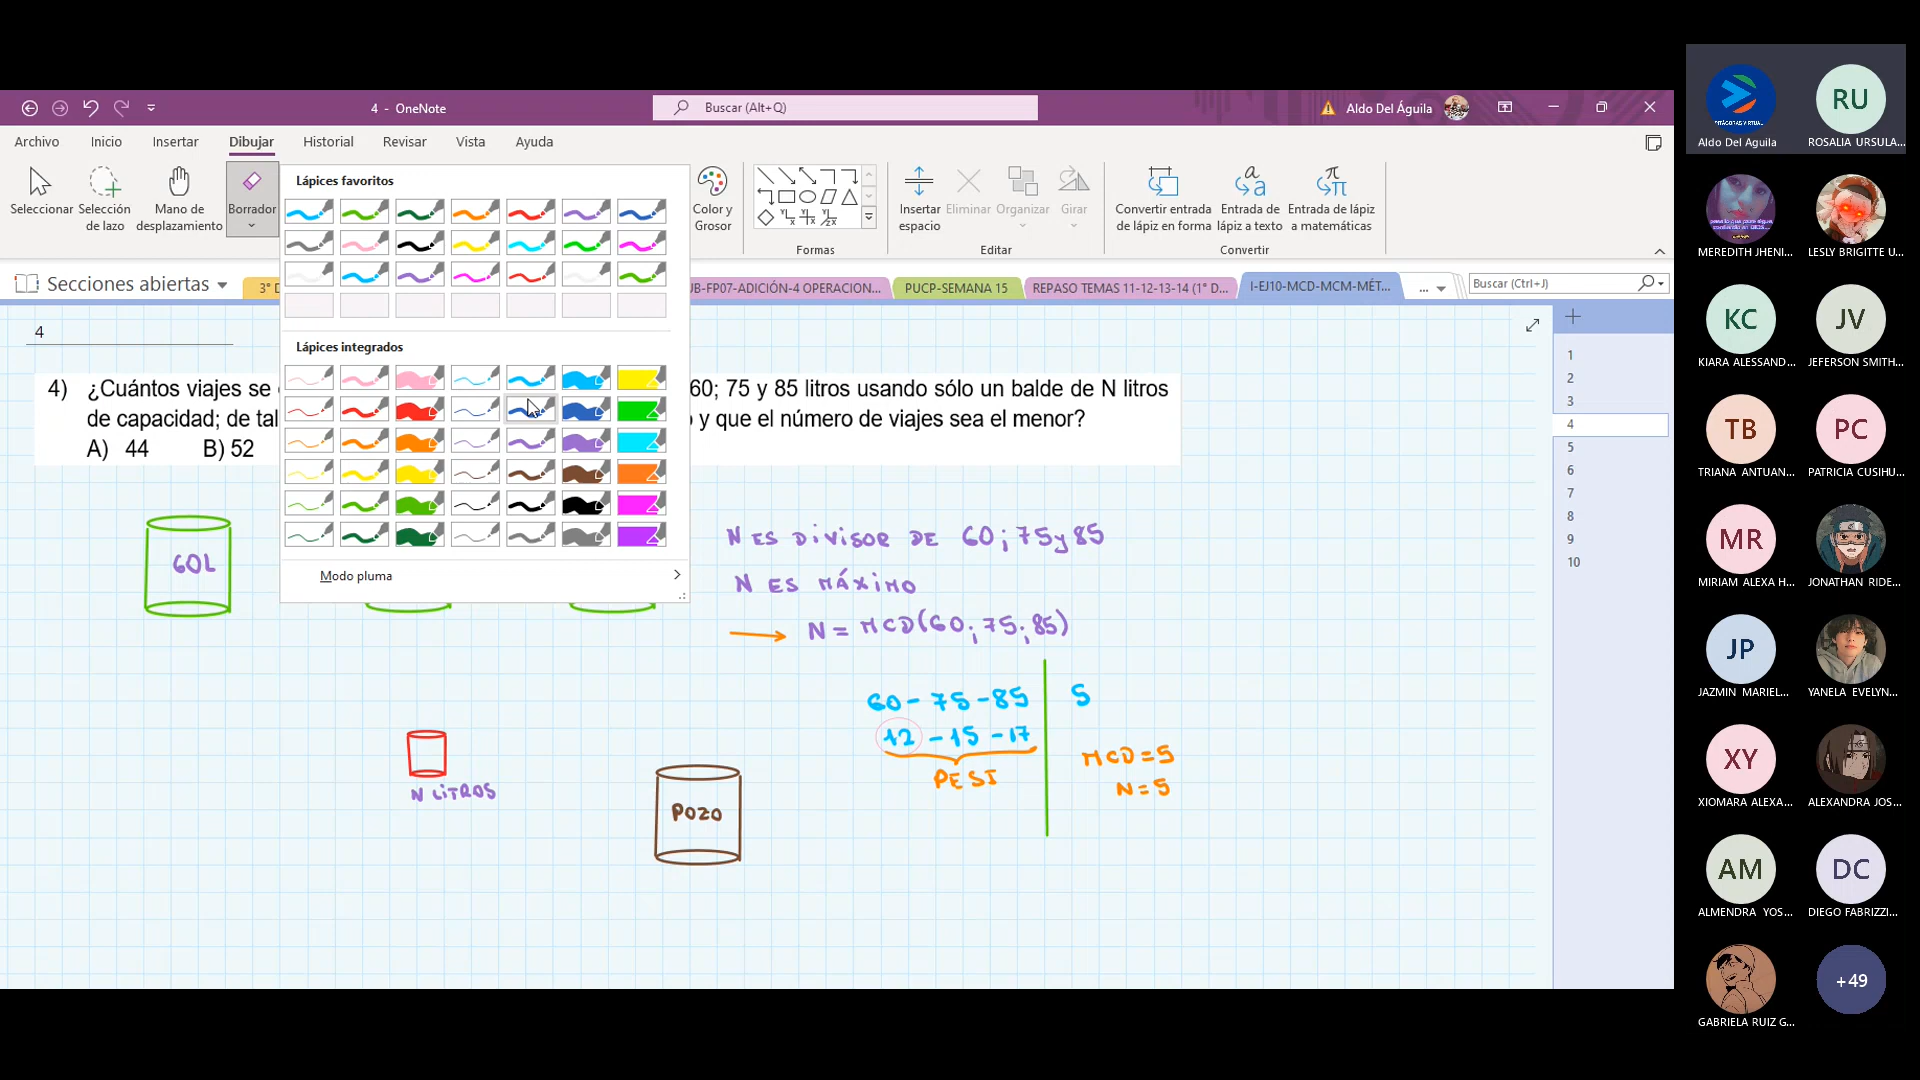 4 - OneNote
Buscar (Alt+Q)
Aldo Del Águila
Archivo
Inicio
Insertar
Dibujar
Historial
Revisar
Vista
Ayuda
Seleccionar
Selección
de lazo
Mano de
desplazamiento
Borrador
Lápices favoritos
Lápices integrados
Modo pluma
Color y
Grosor
Formas
Insertar
espacio
Eliminar
Organizar
Girar
Editar
Convertir entrada
de lápiz en forma
Entrada de
lápiz a texto
Entrada de lápiz
a matemáticas
Convertir
Secciones abiertas
3° D
UB-FP07-ADICIÓN-4 OPERACION...
PUCP-SEMANA 15
REPASO TEMAS 11-12-13-14 (1° D...
I-EJ10-MCD-MCM-MÉT...
...
Buscar (Ctrl+J)
4
4) ¿Cuántos viajes se
60; 75 y 85 litros usando sólo un balde de N litros
de capacidad; de tal
y que el número de viajes sea el menor?
A) 44 B) 52
60L
N ES DIVISOR DE 60; 75 y 85
N ES MÁXIMO
N = MCD(60; 75; 85)
60 - 75 - 85 5
12 - 15 - 17
PESI
MCD = 5
N = 5
N LITROS
POZO
1
2
3
4
5
6
7
8
9
10
Aldo Del Aguila
RU
ROSALIA URSULA...
MEREDITH JHENI...
LESLY BRIGITTE U...
KC
KIARA ALESSAND...
JV
JEFERSON SMITH...
TB
TRIANA ANTUAN...
PC
PATRICIA CUSIHU...
MR
MIRIAM ALEXA H...
JONATHAN RIDE...
JP
JAZMIN MARIEL...
YANELA EVELYN...
XY
XIOMARA ALEXA...
ALEXANDRA JOS...
AM
ALMENDRA YOS...
DC
DIEGO FABRIZZI...
GABRIELA RUIZ G...
+49